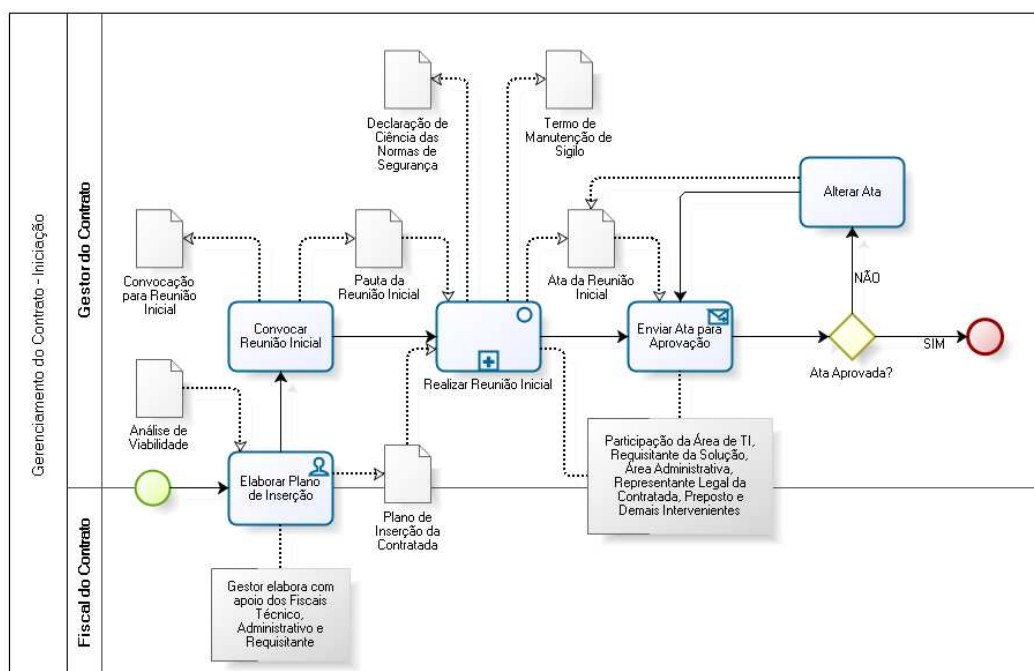 Gerenciamento do Contrato - Iniciação
Gestor do Contrato
Fiscal do Contrato
Declaração de
Ciência das
Normas de
Segurança
Termo de
Manutenção de
Sigilo
Alterar Ata
Convocação
para Reunião
Inicial
Pauta da
Reunião Inicial
Ata da Reunião
Inicial
NÃO
Convocar
Reunião Inicial
Realizar Reunião Inicial
Enviar Ata para
Aprovação
SIM
Ata Aprovada?
Análise de
Viabilidade
Elaborar Plano
de Inserção
Plano de
Inserção da
Contratada
Participação da Área de TI,
Requisitante da Solução,
Área Administrativa,
Representante Legal da
Contratada, Preposto e
Demais Intervenientes
Gestor elabora com
apoio dos Fiscais
Técnico,
Administrativo e
Requisitante